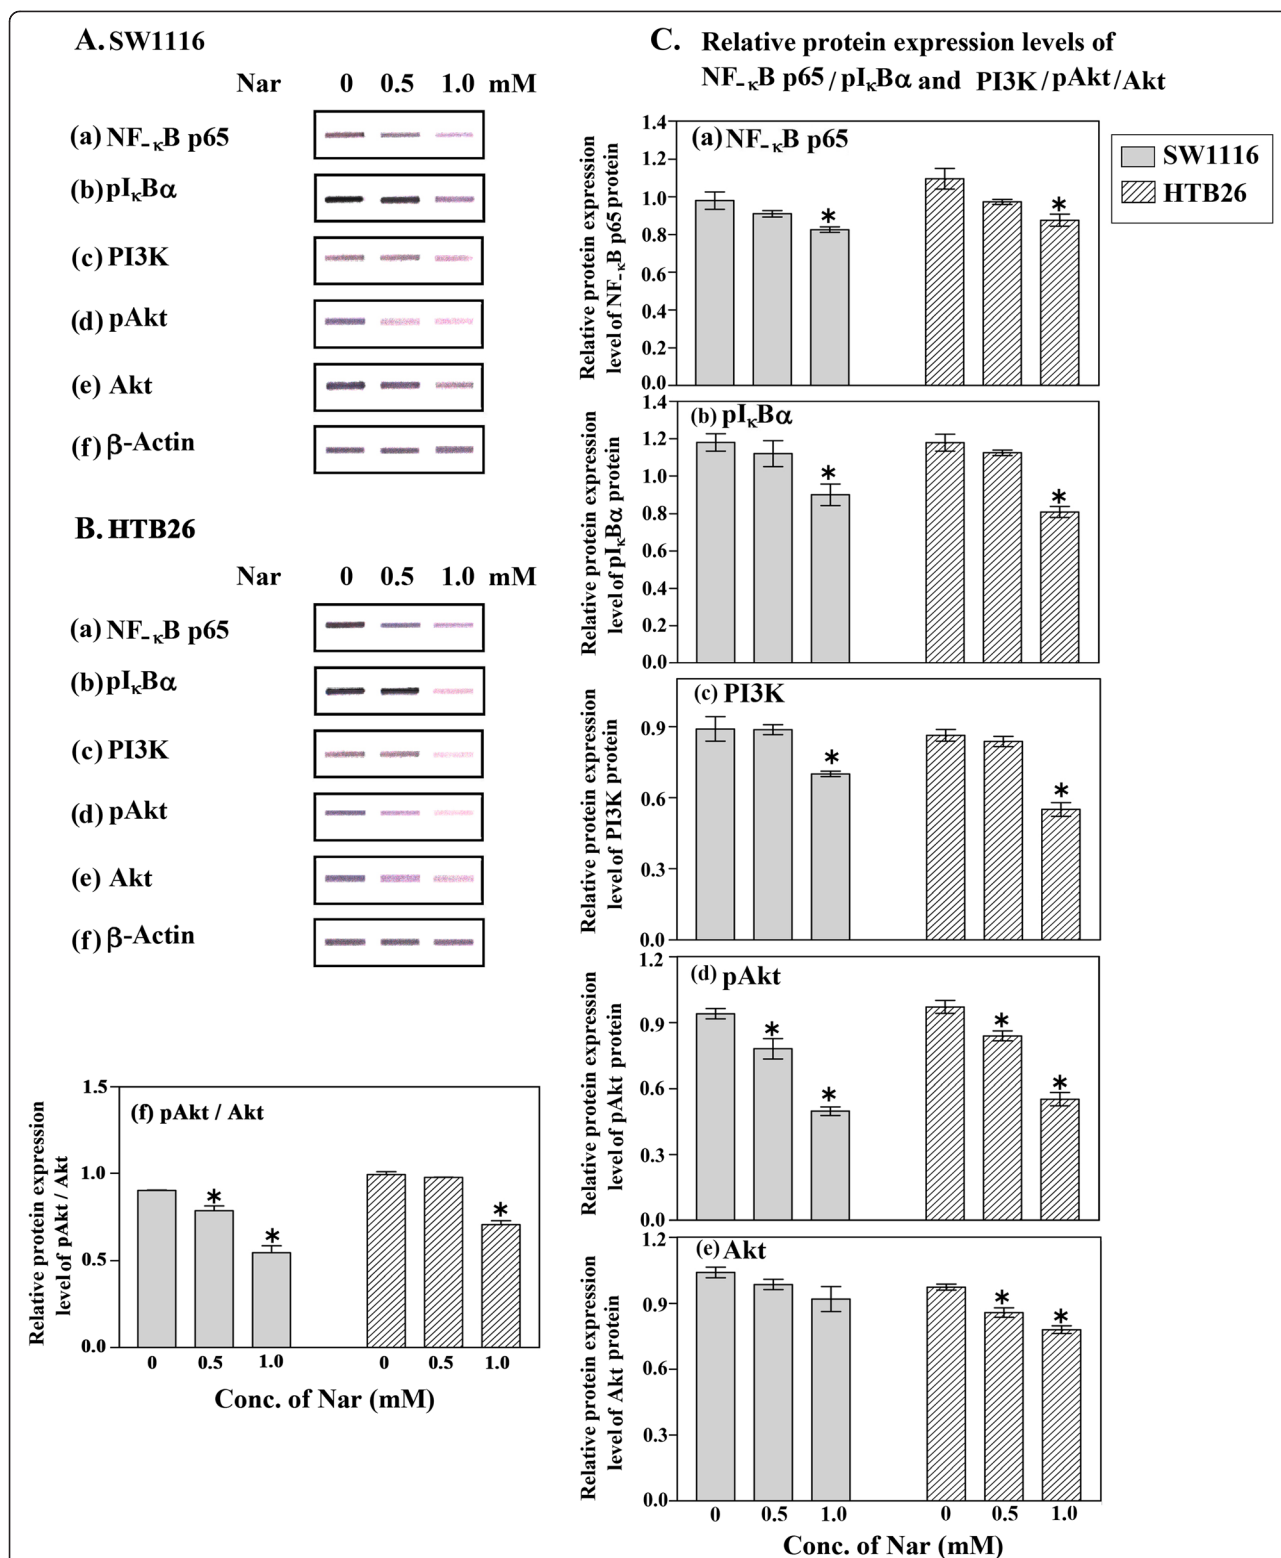 A. SW1116
Nar 0 0.5 1.0 mM
(a) NF-κB p65
(b) pIκBα
(c) PI3K
(d) pAkt
(e) Akt
(f) β-Actin
B. HTB26
Nar 0 0.5 1.0 mM
(a) NF-κB p65
(b) pIκBα
(c) PI3K
(d) pAkt
(e) Akt
(f) β-Actin
Relative protein expression
level of pAkt / Akt
(f) pAkt / Akt
1.5
*
*
*
1.0
0.5
0.0
0 0.5 1.0 0 0.5 1.0
Conc. of Nar (mM)
C. Relative protein expression levels of
NF-κB p65/pIκBα and PI3K/pAkt/Akt
SW1116
HTB26
Relative protein expression
level of NF-κB p65 protein
(a) NF-κB p65
1.4
1.2
1.0
0.8
0.6
0.4
0.2
0.0
* *
Relative protein expression
level of pIκBα protein
(b) pIκBα
1.4
1.2
1.0
0.8
0.6
0.4
0.2
0.0
* *
Relative protein expression
level of PI3K protein
(c) PI3K
0.9
0.6
0.3
0.0
* *
Relative protein expression
level of pAkt protein
(d) pAkt
1.2
0.9
0.6
0.3
0.0
* * * *
Relative protein expression
level of Akt protein
(e) Akt
1.2
0.9
0.6
0.3
0.0
* *
0 0.5 1.0 0 0.5 1.0
Conc. of Nar (mM)